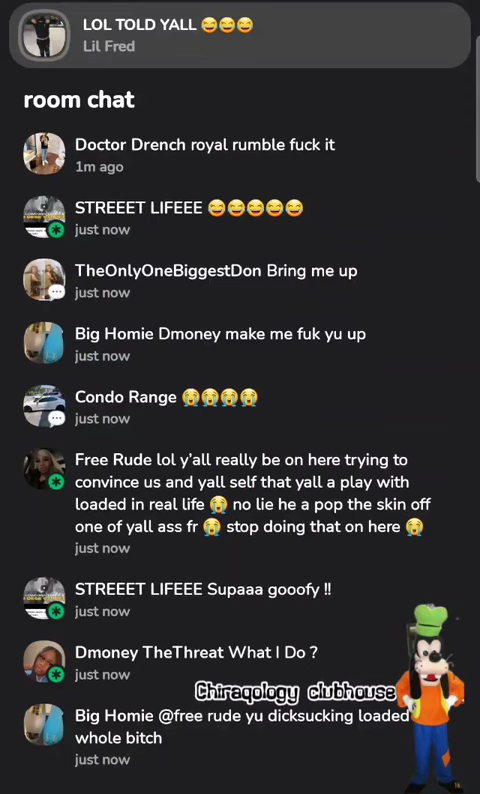 LOL TOLD YALL 😂😂😂
Lil Fred
room chat
Doctor Drench royal rumble fuck it
1m ago
STREEET LIFEEE 😂😂😂😂😂
just now
TheOnlyOneBiggestDon Bring me up
just now
Big Homie Dmoney make me fuk yu up
just now
Condo Range 😭😭😭😭
just now
Free Rude lol y'all really be on here trying to
convince us and yall self that yall a play with
loaded in real life 😭 no lie he a pop the skin off
one of yall ass fr 😭 stop doing that on here 😭
just now
STREEET LIFEEE Supaaa gooofy !!
just now
Dmoney TheThreat What I Do ?
just now
Chiraqology clubhouse
Big Homie @free rude yu dicksucking loaded
whole bitch
just now